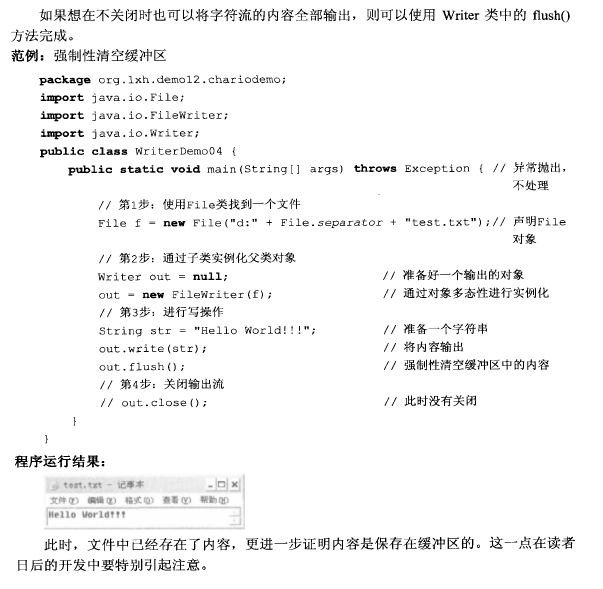 如果想在不关闭时也可以将字符流的内容全部输出，则可以使用 Writer 类中的 flush()
方法完成。
范例：强制性清空缓冲区
package org.lxh.demo12.chariodemo;
import java.io.File;
import java.io.FileWriter;
import java.io.Writer;
public class WriterDemo04 {
public static void main(String[] args) throws Exception { // 异常抛出，
不处理
// 第1步：使用File类找到一个文件
File f = new File("d:" + File.separator + "test.txt");// 声明File
对象
// 第2步：通过子类实例化父类对象
Writer out = null; // 准备好一个输出的对象
out = new FileWriter(f); // 通过对象多态性进行实例化
// 第3步：进行写操作
String str = "Hello World!!!"; // 准备一个字符串
out.write(str); // 将内容输出
out.flush(); // 强制性清空缓冲区中的内容
// 第4步：关闭输出流
// out.close(); // 此时没有关闭
}
}
程序运行结果：
test.txt - 记事本
文件(F) 编辑(E) 格式(O) 查看(V) 帮助(H)
Hello World!!!
此时，文件中已经存在了内容，更进一步证明内容是保存在缓冲区的。这一点在读者
日后的开发中要特别引起注意。